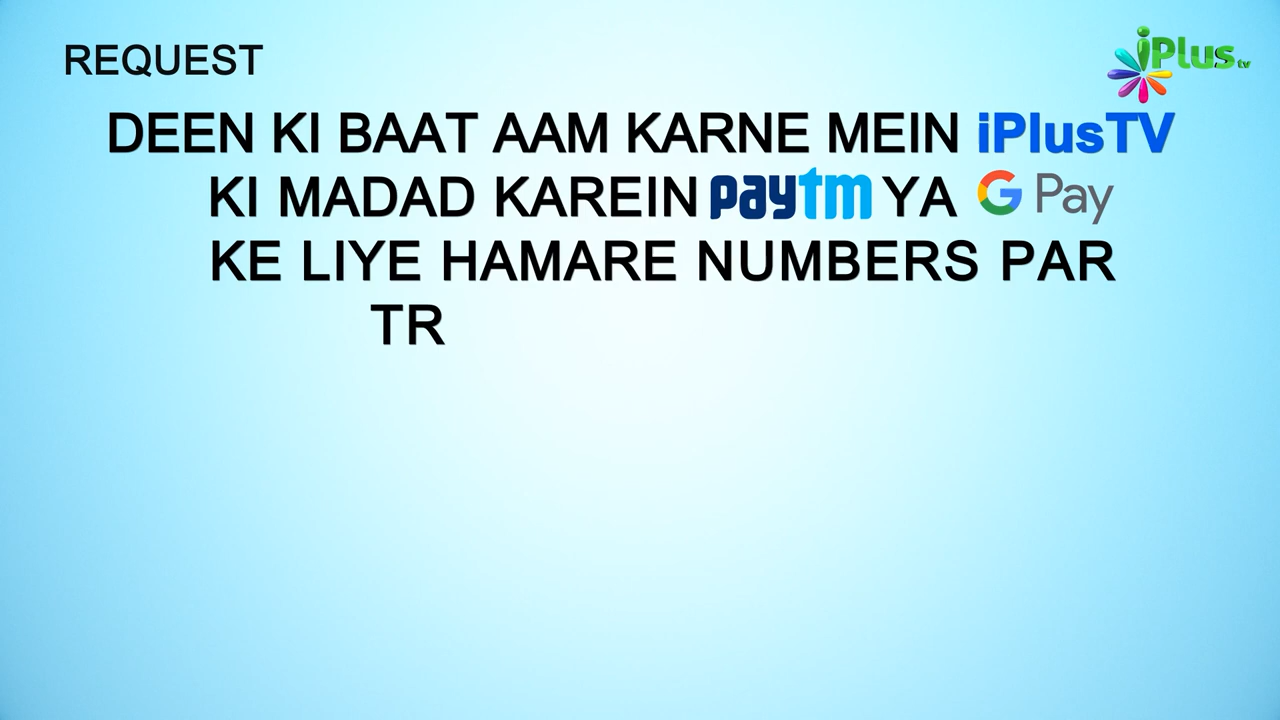 REQUEST
iPlus tv
DEEN KI BAAT AAM KARNE MEIN iPlusTV
KI MADAD KAREIN paytm YA G Pay
KE LIYE HAMARE NUMBERS PAR
TR